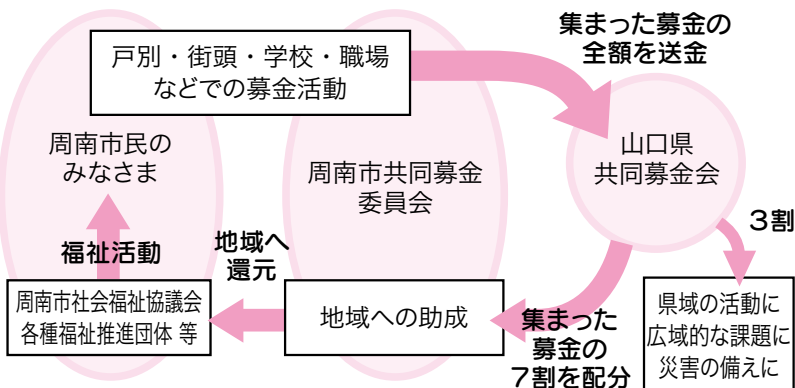 戸別・街頭・学校・職場
などでの募金活動
集まった募金の
全額を送金
周南市民の
みなさま
周南市共同募金
委員会
山口県
共同募金会
3割
福祉活動
地域へ
還元
周南市社会福祉協議会
各種福祉推進団体 等
地域への助成
集まった
募金の
7割を配分
県域の活動に
広域的な課題に
災害の備えに